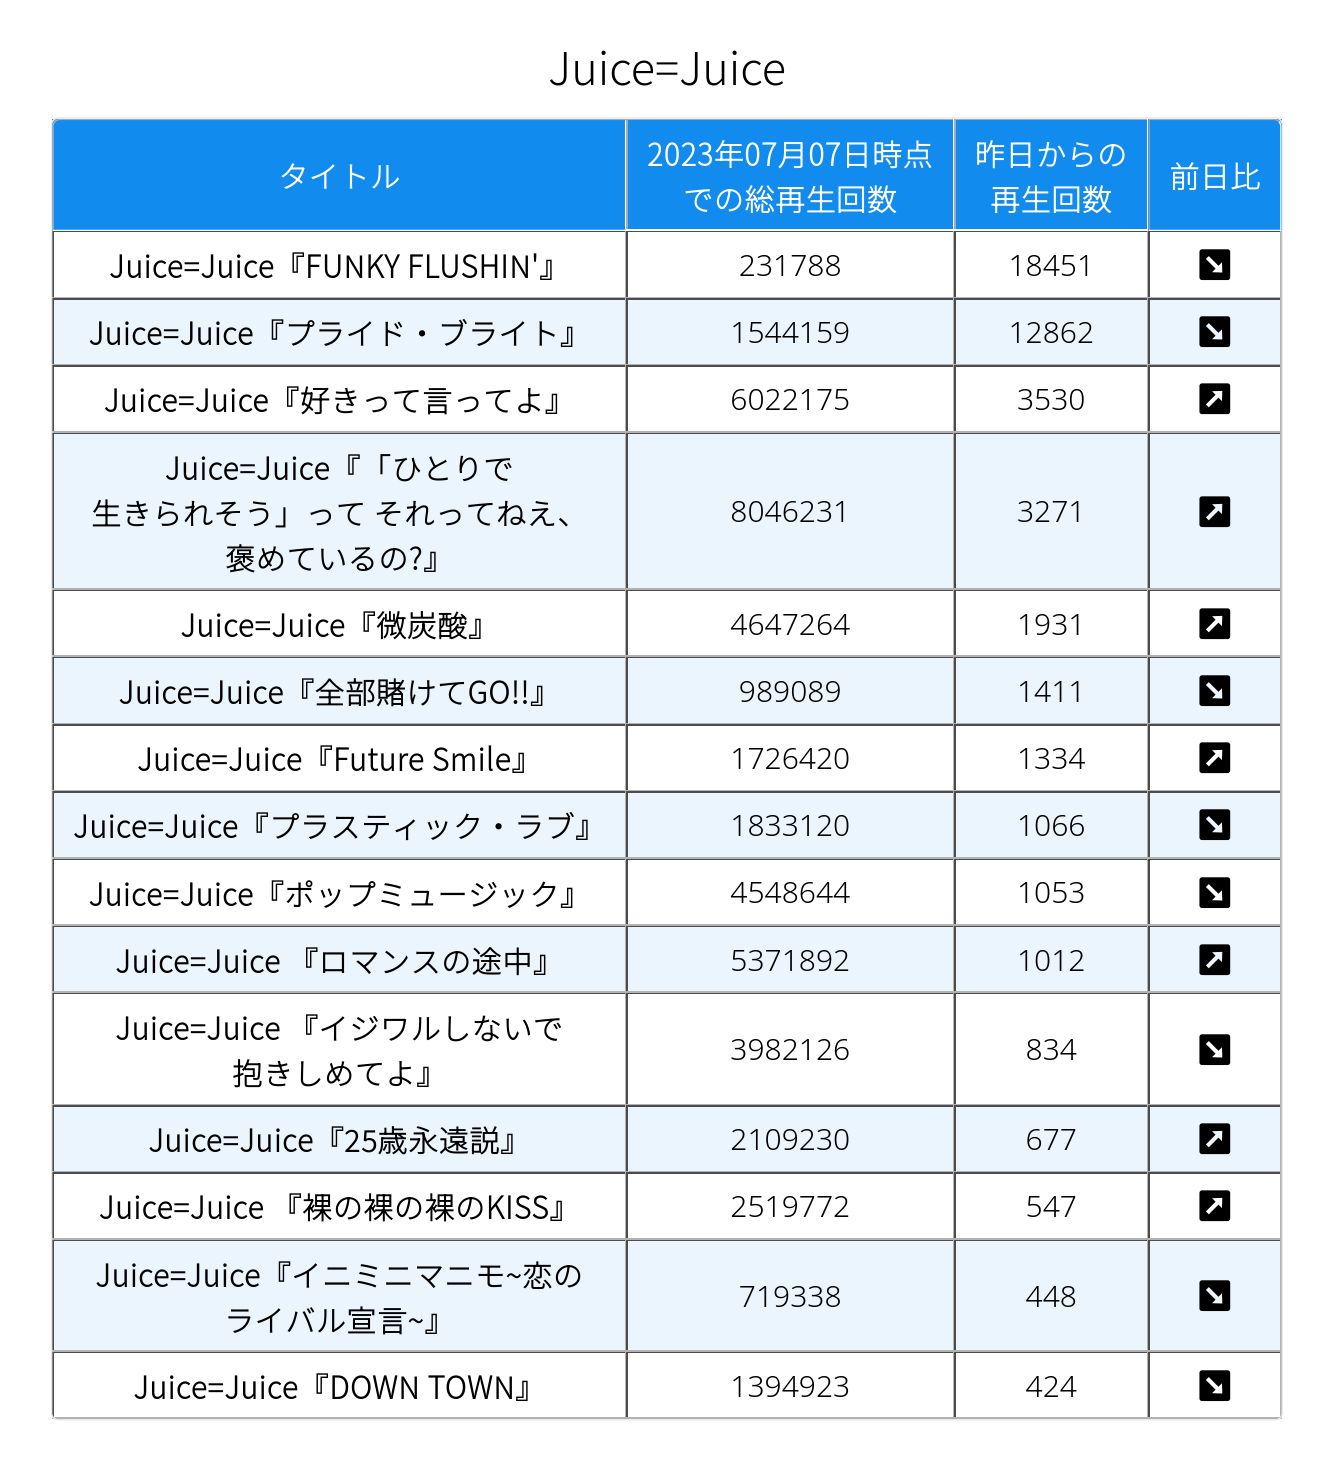 Juice=Juice
タイトル
2023年07月07日時点
での総再生回数
昨日からの
再生回数
前日比
Juice=Juice『FUNKY FLUSHIN'』
231788
18451
Juice=Juice『プライド・ブライト』
1544159
12862
Juice=Juice『好きって言ってよ』
6022175
3530
Juice=Juice『「ひとりで
生きられそう」って それってねえ、
褒めているの?』
8046231
3271
Juice=Juice『微炭酸』
4647264
1931
Juice=Juice『全部賭けてGO!!』
989089
1411
Juice=Juice『Future Smile』
1726420
1334
Juice=Juice『プラスティック・ラブ』
1833120
1066
Juice=Juice『ポップミュージック』
4548644
1053
Juice=Juice 『ロマンスの途中』
5371892
1012
Juice=Juice 『イジワルしないで
抱きしめてよ』
3982126
834
Juice=Juice『25歳永遠説』
2109230
677
Juice=Juice 『裸の裸の裸のKISS』
2519772
547
Juice=Juice『イニミニマニモ~恋の
ライバル宣言~』
719338
448
Juice=Juice『DOWN TOWN』
1394923
424